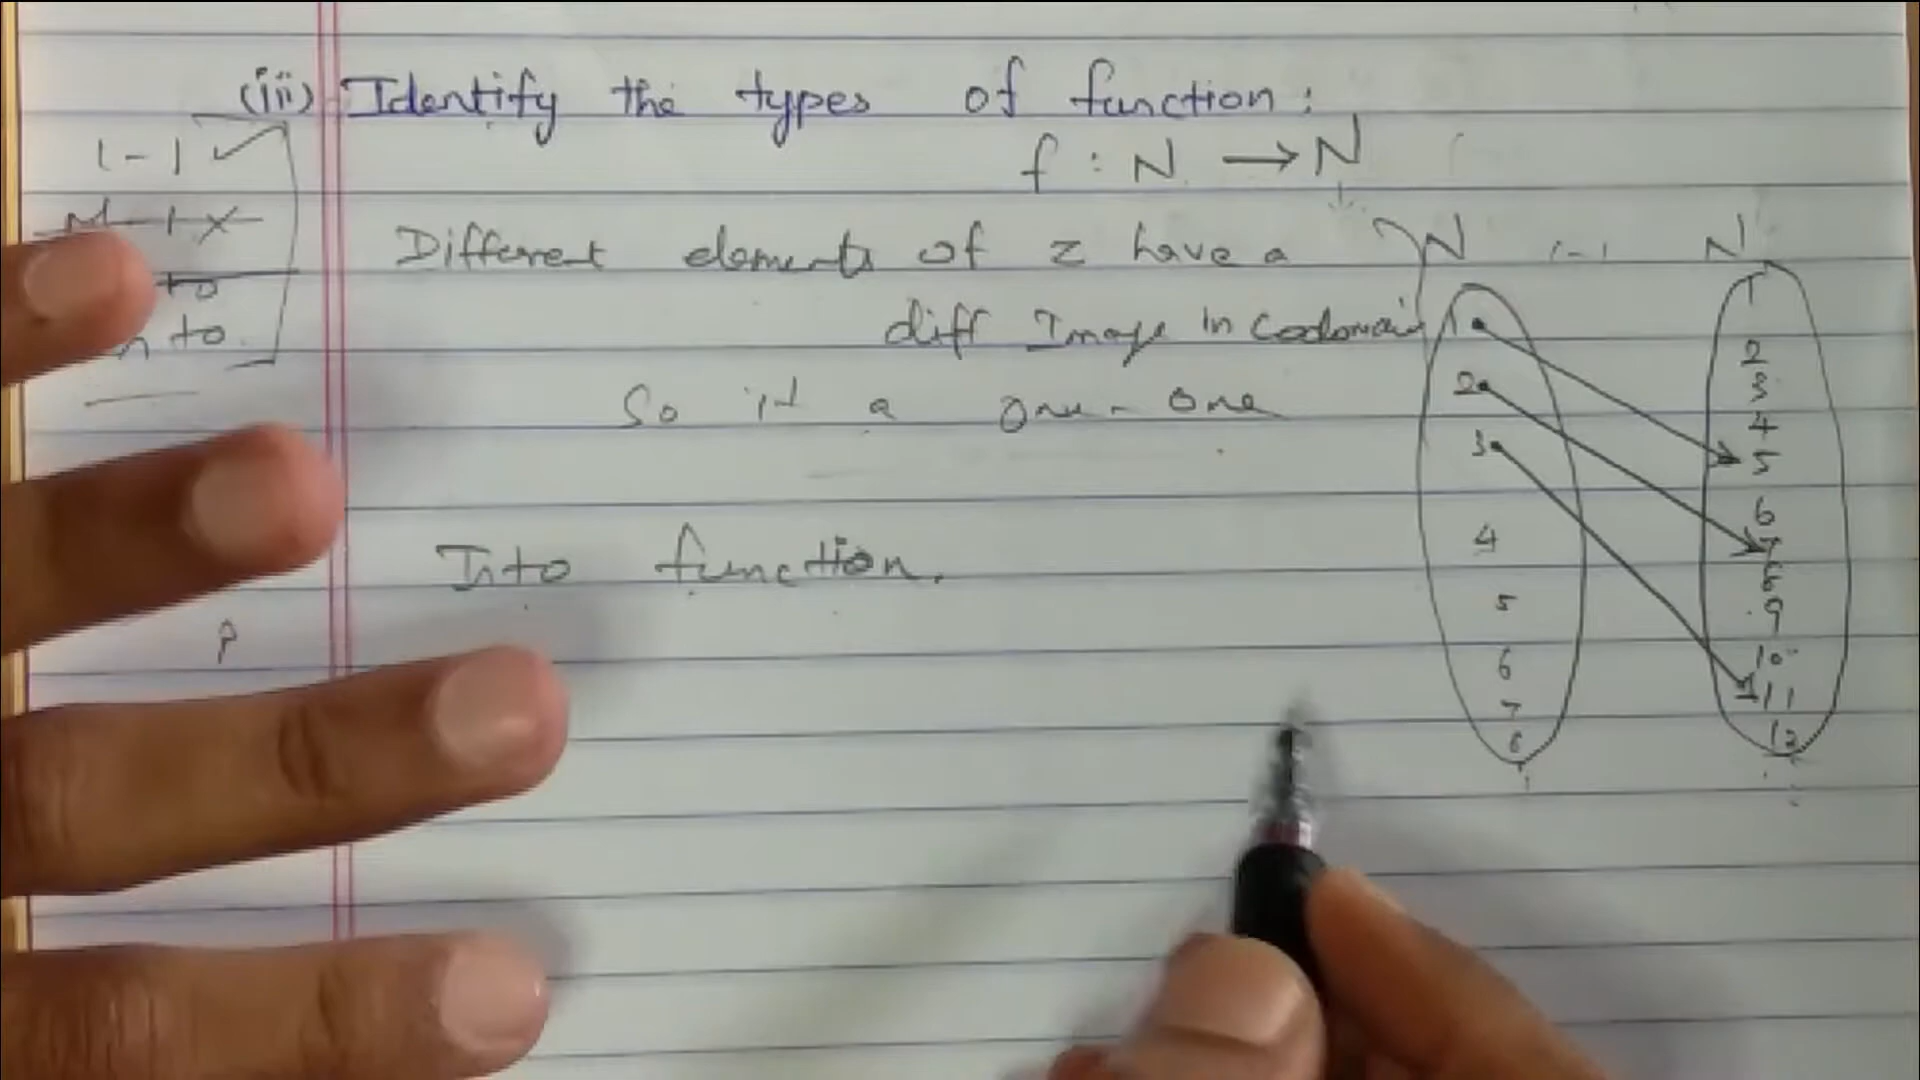 (iii) Identify the types of function:
f : N → N
1 - 1 ✓
M - 1 ×
to
to
Different elements of z have a
diff Image in Codomain
So it a one - one
Into function.
N 1-1 N
1
2
3
4
5
6
7
1
2
3
4
5
6
9
10
11
12